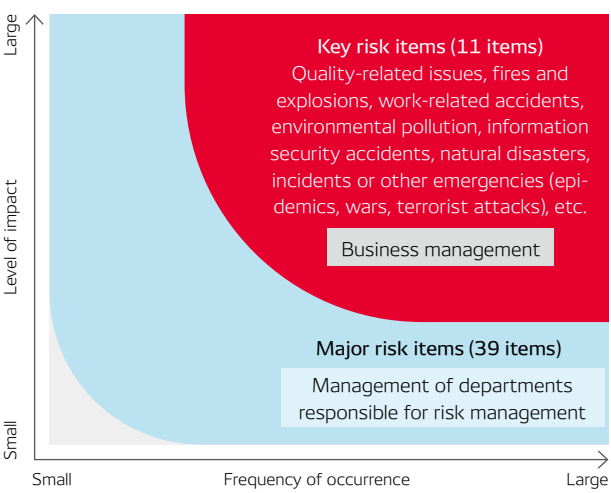 Large
Level of impact
Small
Key risk items (11 items)
Quality-related issues, fires and
explosions, work-related accidents,
environmental pollution, information
security accidents, natural disasters,
incidents or other emergencies (epi-
demics, wars, terrorist attacks), etc.
Business management
Major risk items (39 items)
Management of departments
responsible for risk management
Small
Frequency of occurrence
Large